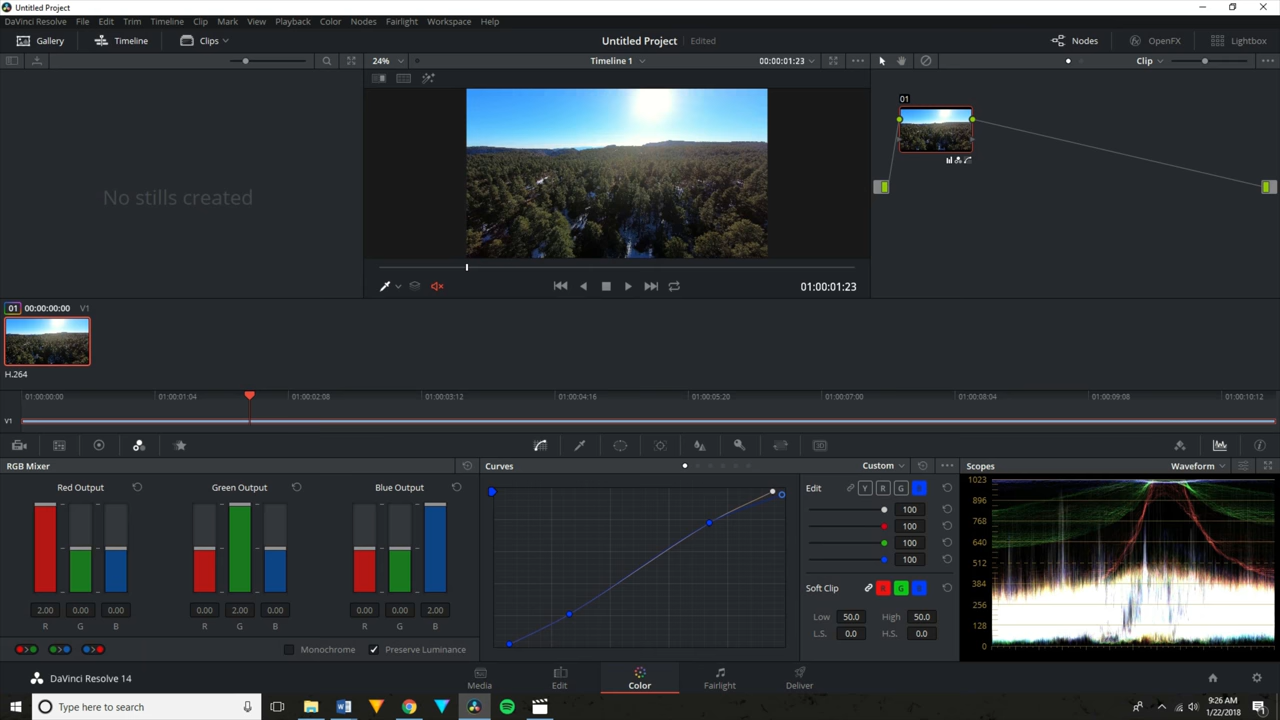 Untitled Project
DaVinci Resolve File Edit Trim Timeline Clip Mark View Playback Color Nodes Fairlight Workspace Help
Gallery Timeline Clips Untitled Project Edited Nodes OpenFX Lightbox
24% Timeline 1 00:00:01:23 Clip
01
No stills created
01:00:01:23
01 00:00:00:00 V1
H.264
01:00:00:00 01:00:01:04 01:00:02:08 01:00:03:12 01:00:04:16 01:00:05:20 01:00:07:00 01:00:08:04 01:00:09:08 01:00:10:12
V1
RGB Mixer Curves Custom Scopes Waveform
Red Output Green Output Blue Output Edit Y R G 1023
896
100
768
100
640
100
512
100
384
Soft Clip R G
256
2.00 0.00 0.00 0.00 2.00 0.00 0.00 0.00 2.00 Low 50.0 High 50.0
128
R G B R G B R G B L.S. 0.0 H.S. 0.0
0
Monochrome Preserve Luminance
DaVinci Resolve 14 Media Edit Color Fairlight Deliver
Type here to search 9:26 AM
1/22/2018